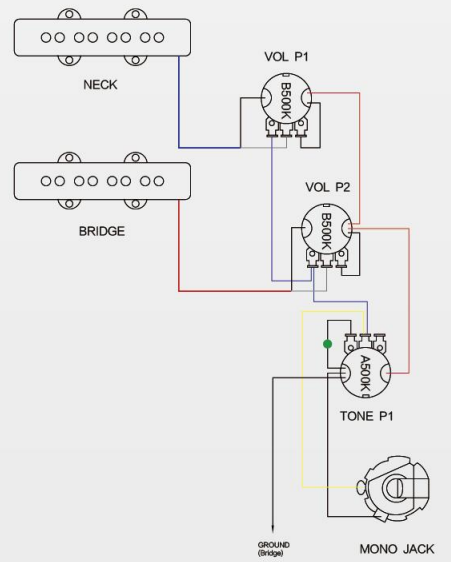 VOL P1
B500K
NECK
VOL P2
B500K
BRIDGE
A500K
TONE P1
GROUND
(Bridge)
MONO JACK